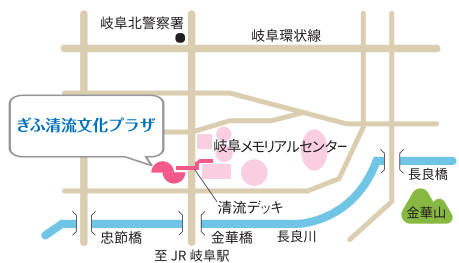 岐阜北警察署
岐阜環状線
ぎふ清流文化プラザ
岐阜メモリアルセンター
長良橋
清流デッキ
金華山
忠節橋
金華橋
長良川
至 JR 岐阜駅